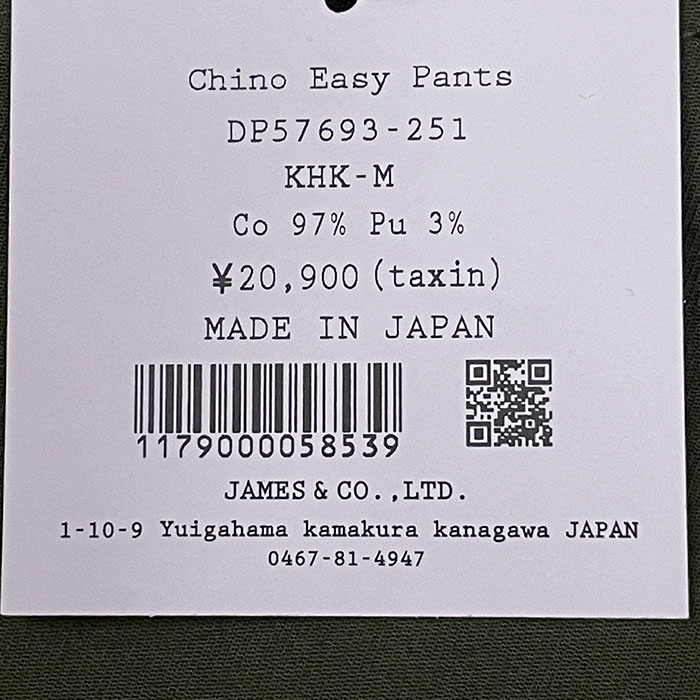 Chino Easy Pants
DP57693-251
KHK-M
Co 97% Pu 3%
¥20,900(taxin)
MADE IN JAPAN
1179000058539
JAMES & CO.,LTD.
1-10-9 Yuigahama kamakura kanagawa JAPAN
0467-81-4947